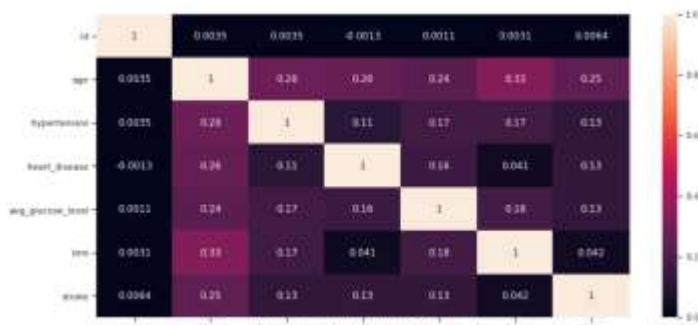 id 1 0.0035 0.0035 -0.0013 0.0011 0.0031 0.0064
age 0.0035 1 0.28 0.26 0.24 0.33 0.25
hypertension 0.0035 0.28 1 0.11 0.17 0.17 0.13
heart_disease -0.0013 0.26 0.11 1 0.16 0.041 0.13
avg_glucose_level 0.0011 0.24 0.17 0.16 1 0.18 0.13
bmi 0.0031 0.33 0.17 0.041 0.18 1 0.042
stroke 0.0064 0.25 0.13 0.13 0.13 0.042 1